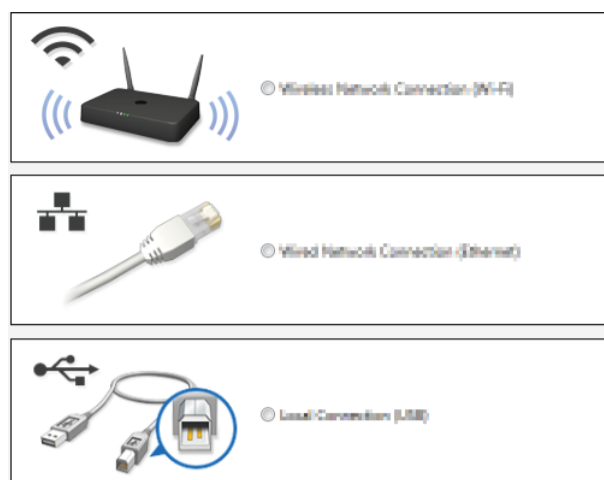 Wireless Network Connection (Wi-Fi)
Wired Network Connection (Ethernet)
Local Connection (USB)